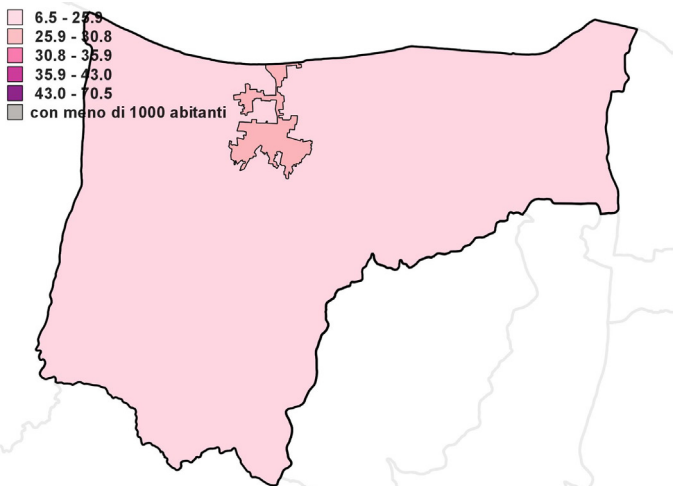 6.5 - 25.9
25.9 - 30.8
30.8 - 35.9
35.9 - 43.0
43.0 - 70.5
con meno di 1000 abitanti